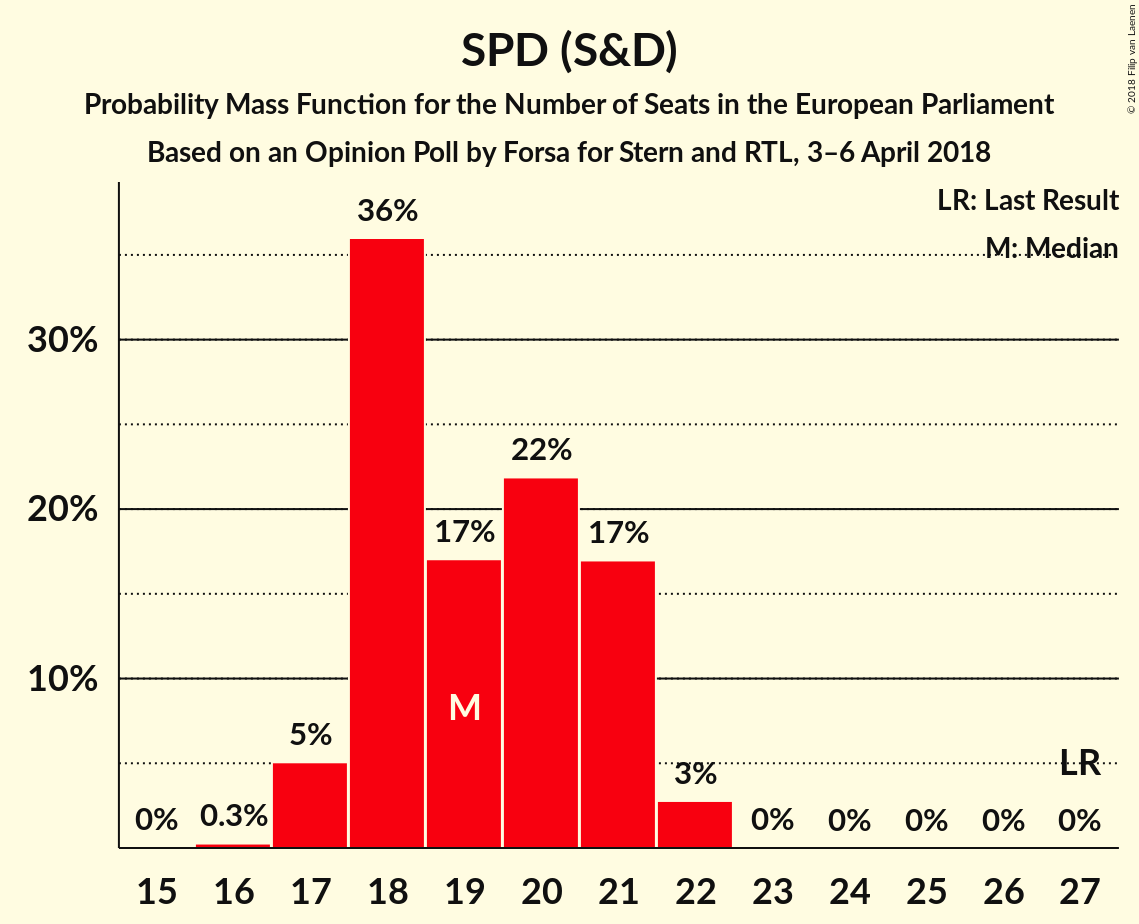 SPD (S&D)
Probability Mass Function for the Number of Seats in the European Parliament
Based on an Opinion Poll by Forsa for Stern and RTL, 3–6 April 2018
© 2018 Filip van Laenen
LR: Last Result
M: Median
36%
30%
22%
20%
17%
17%
10%
M
5%
3%
LR
0%
0.3%
0%
0%
0%
0%
0%
15 16 17 18 19 20 21 22 23 24 25 26 27